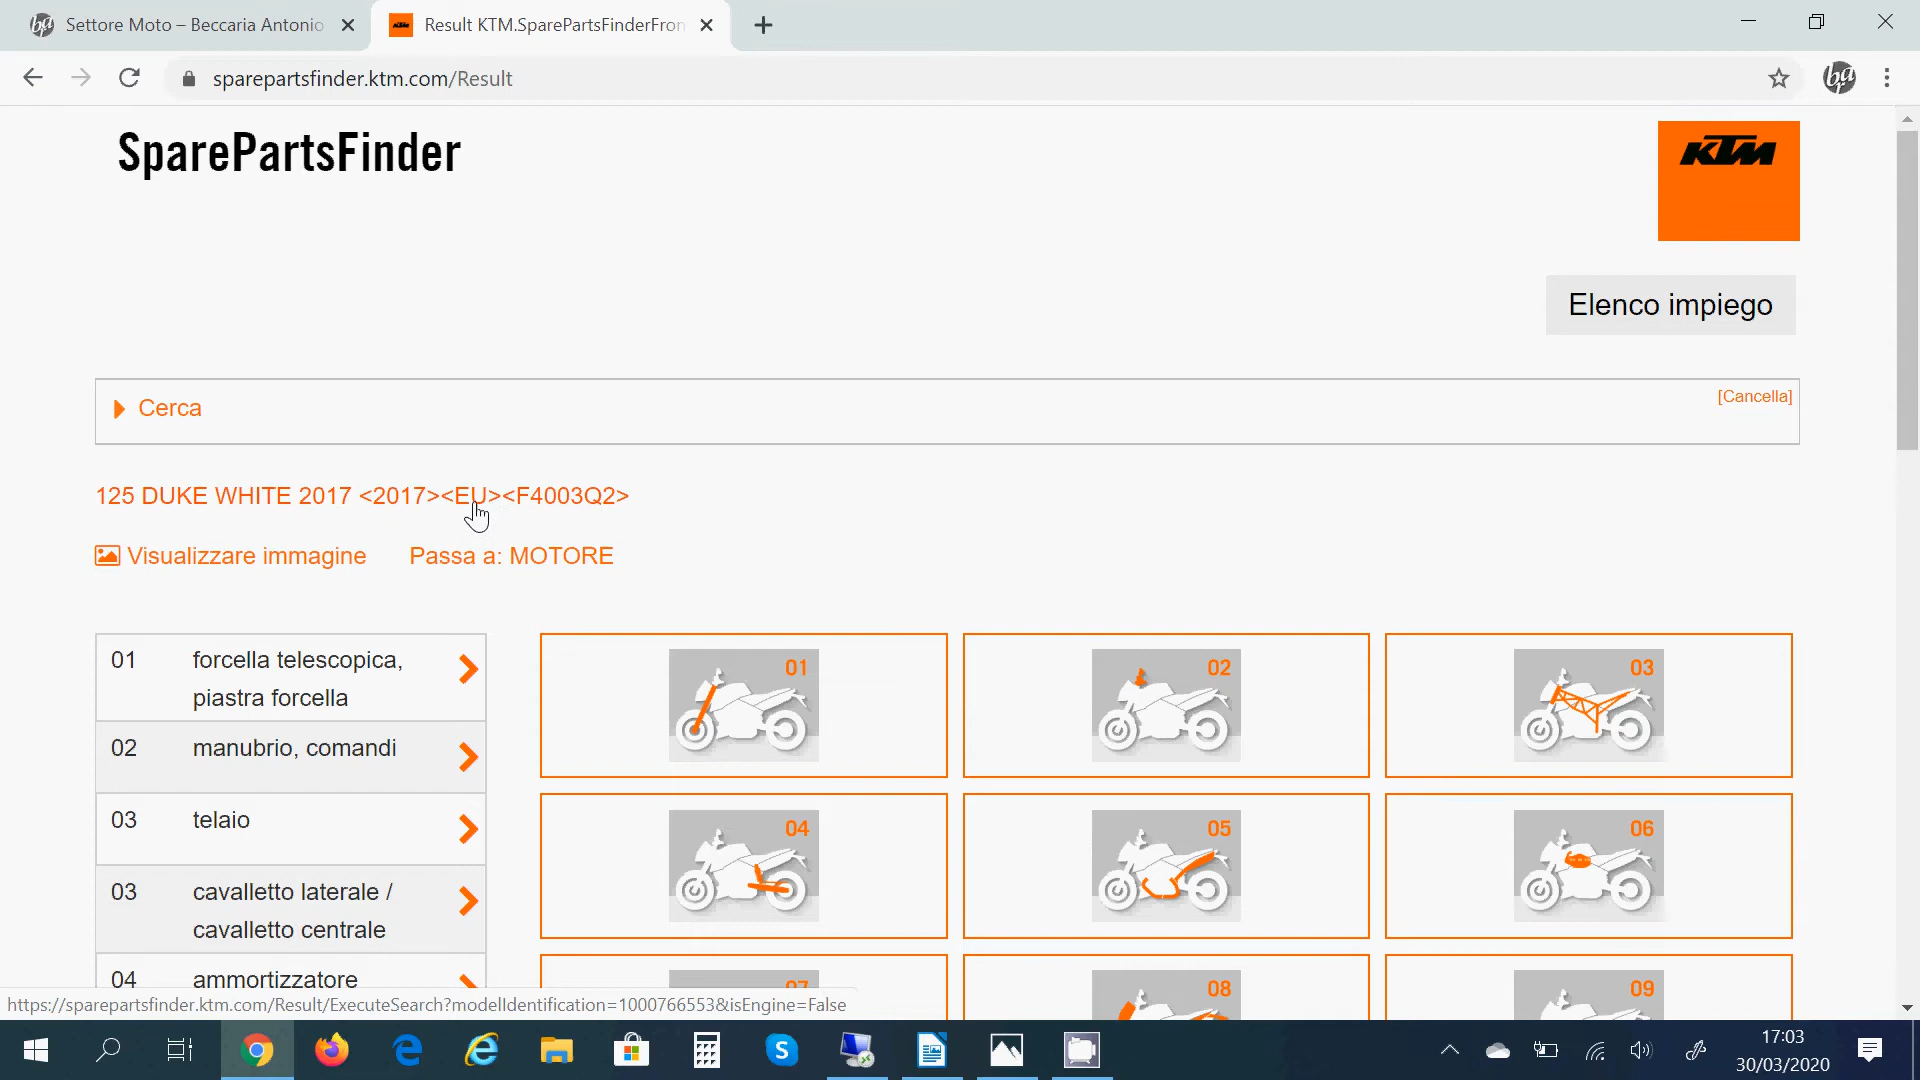 Settore Moto – Beccaria Antonio
Result KTM.SparePartsFinderFron
sparepartsfinder.ktm.com/Result
SparePartsFinder
KTM
Elenco impiego
Cerca
[Cancella]
125 DUKE WHITE 2017 <2017><EU><F4003Q2>
Visualizzare immagine
Passa a: MOTORE
01 forcella telescopica,
piastra forcella
02 manubrio, comandi
03 telaio
03 cavalletto laterale /
cavalletto centrale
04 ammortizzatore
01
02
03
04
05
06
07
08
09
https://sparepartsfinder.ktm.com/Result/ExecuteSearch?modelIdentification=1000766553&isEngine=False
17:03
30/03/2020